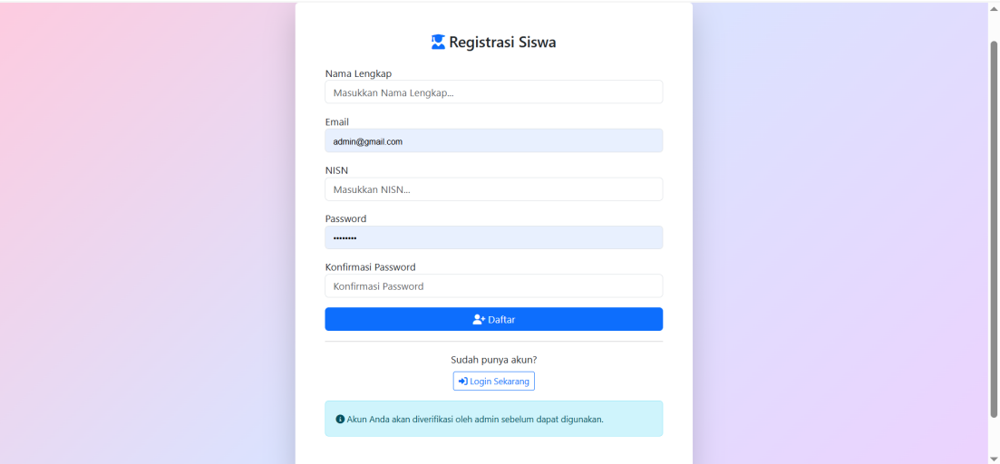 Registrasi Siswa
Nama Lengkap
Masukkan Nama Lengkap...
Email
admin@gmail.com
NISN
Masukkan NISN...
Password
••••••••
Konfirmasi Password
Konfirmasi Password
Daftar
Sudah punya akun?
Login Sekarang
Akun Anda akan diverifikasi oleh admin sebelum dapat digunakan.